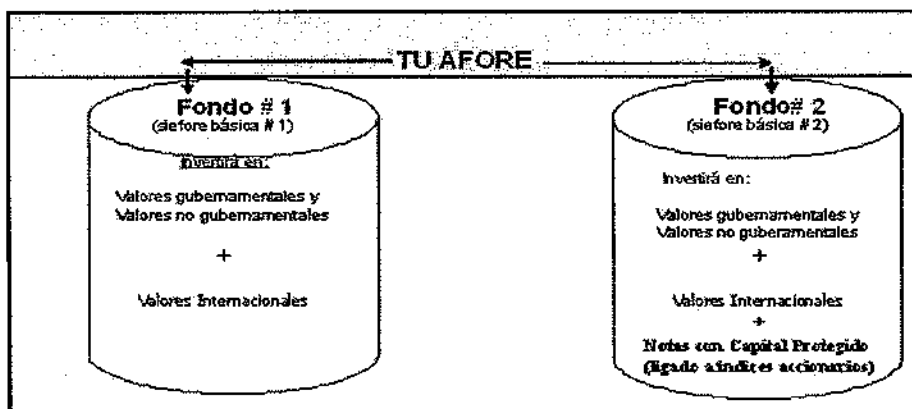 TU AFORE
Fondo # 1
(siefore básica # 1)
Invertirá en:
Valores gubernamentales y
Valores no gubernamentales
+
Valores Internacionales
Fondo# 2
(siefore básica # 2)
Invertirá en:
Valores gubernamentales y
Valores no guberamentales
+
Valores Internacionales
+
Notas con Capital Protegido
(ligado a índices accionarios)